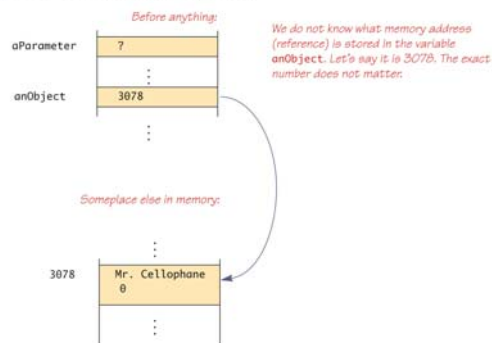 Before anything:
We do not know what memory address
(reference) is stored in the variable
anObject. Let's say it is 3078. The exact
number does not matter.
aParameter ?
anObject 3078
Someplace else in memory:
3078 Mr. Cellophane
0